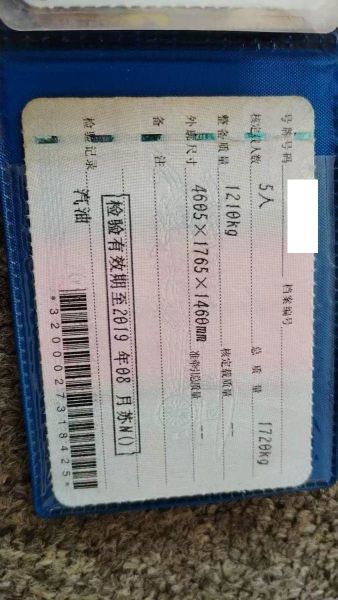 号牌号码 档案编号
核定载人数 5人 总质量 1720kg
整备质量 1210kg 核定载质量 --
外廓尺寸 4605×1765×1460mm 准牵引总质量 --
备注
检验记录 汽油
检验有效期至2019年08月苏N()
*3200027318425*